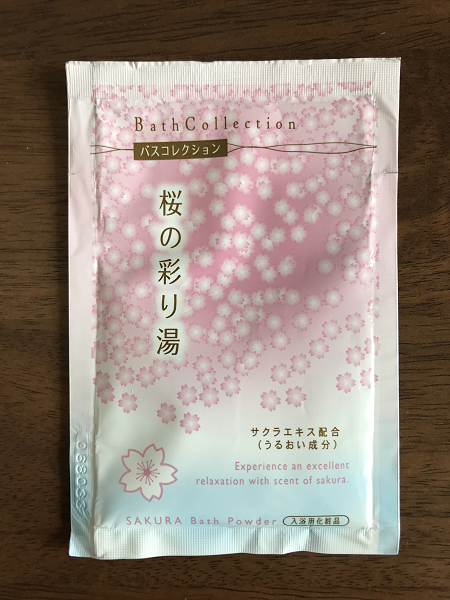 BathCollection
バスコレクション
桜の彩り湯
サクラエキス配合
(うるおい成分)
Experience an excellent
relaxation with scent of sakura.
SAKURA Bath Powder 入浴用化粧品